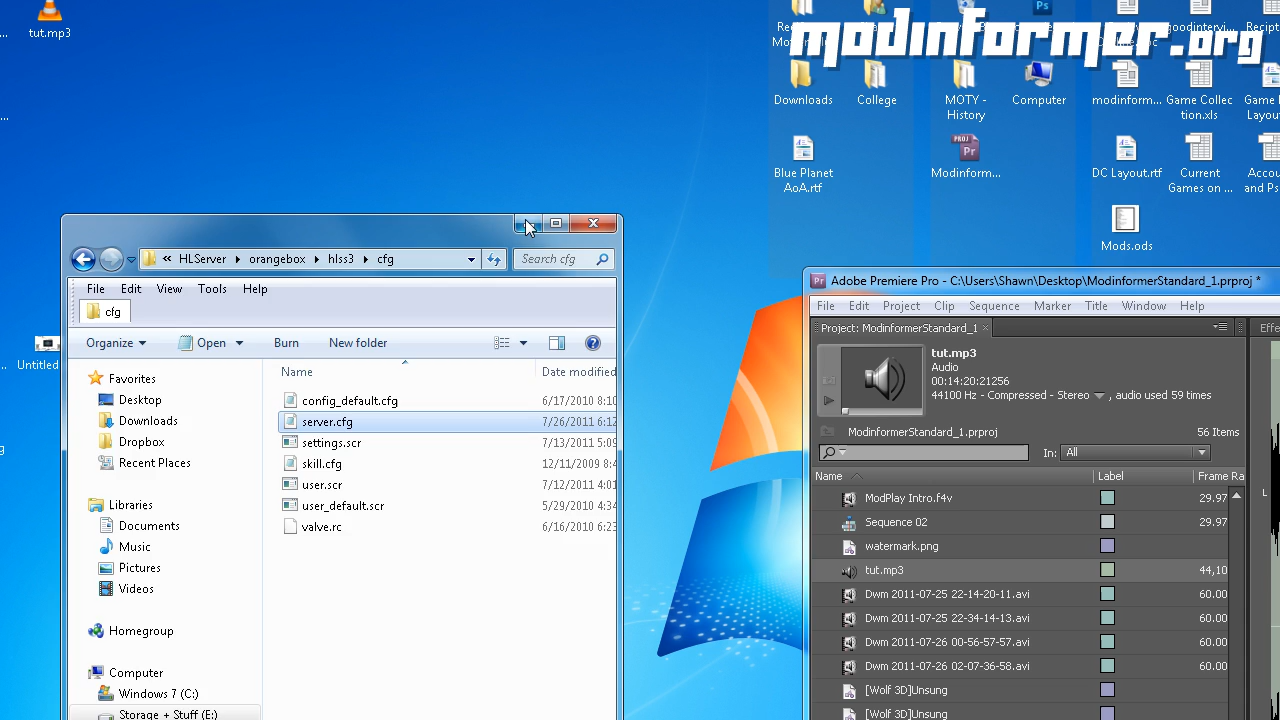 tut.mp3
Untitled
modinformer.org
Downloads
College
MOTY -
History
Computer
modinform...
Game Collec
tion.xls
Layou
Blue Planet
AoA.rtf
Modinform...
DC Layout.rtf
Current
Games on ...
Accou
and Ps
Mods.ods
« HLServer orangebox hlss3 cfg
Search cfg
File Edit View Tools Help
cfg
Organize Open Burn New folder
Name Date modified
Favorites
Desktop
Downloads
Dropbox
Recent Places
Libraries
Documents
Music
Pictures
Videos
Homegroup
Computer
Windows 7 (C:)
Storage + Stuff (E:)
config_default.cfg 6/17/2010 8:10
server.cfg 7/26/2011 6:12
settings.scr 7/13/2011 5:09
skill.cfg 12/11/2009 8:4
user.scr 7/12/2011 4:01
user_default.scr 5/29/2010 4:34
valve.rc 6/16/2010 6:23
Adobe Premiere Pro - C:\Users\Shawn\Desktop\ModinformerStandard_1.prproj *
File Edit Project Clip Sequence Marker Title Window Help
Project: ModinformerStandard_1 × Effe
tut.mp3
Audio
00:14:20:21256
44100 Hz - Compressed - Stereo , audio used 59 times
ModinformerStandard_1.prproj 56 Items
In: All
Name Label Frame Ra
ModPlay Intro.f4v 29.97
Sequence 02 29.97
watermark.png
tut.mp3 44,10
Dwm 2011-07-25 22-14-20-11.avi 60.00
Dwm 2011-07-25 22-34-14-13.avi 60.00
Dwm 2011-07-26 00-56-57-57.avi 60.00
Dwm 2011-07-26 02-07-36-58.avi 60.00
[Wolf 3D]Unsung
[Wolf 3D]Unsung
L